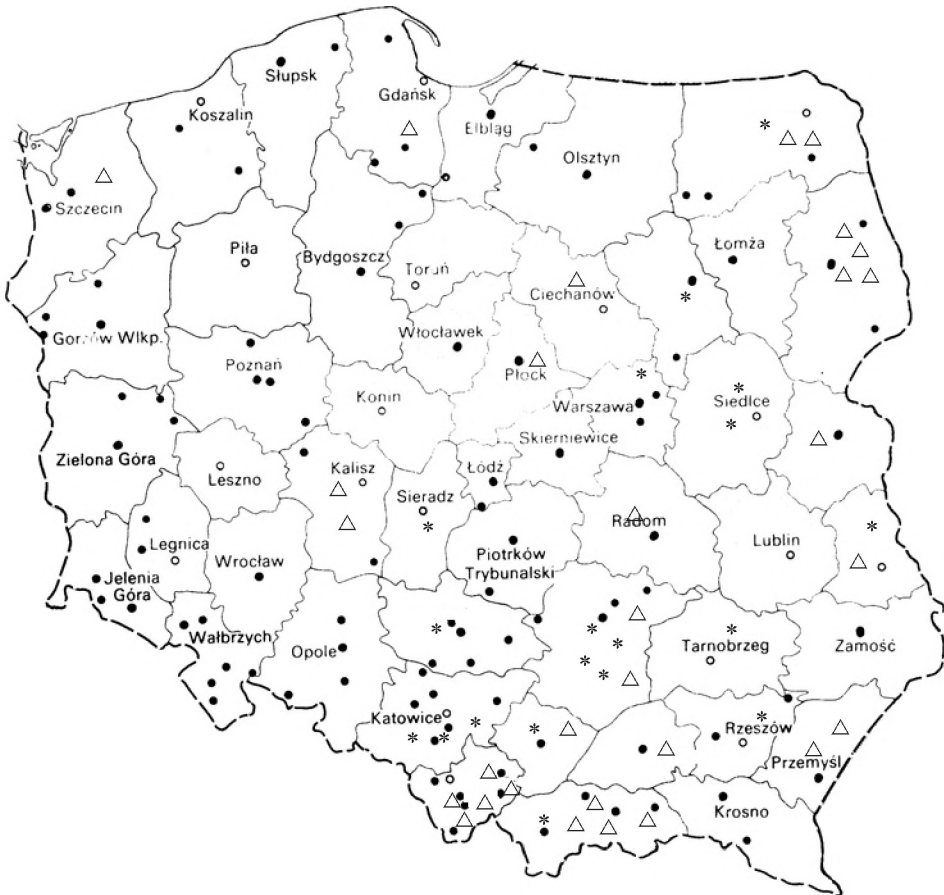 Słupsk
Gdańsk
Koszalin
Elbląg
Olsztyn
Szczecin
Piła
Bydgoszcz
Toruń
Łomża
Ciechanów
Gorzów Wlkp.
Włocławek
Poznań
Płock
Konin
Warszawa
Siedlce
Skierniewice
Zielona Góra
Leszno
Kalisz
Łódź
Sieradz
Radom
Legnica
Wrocław
Piotrków
Trybunalski
Lublin
Jelenia
Góra
Wałbrzych
Opole
Tarnobrzeg
Zamość
Katowice
Rzeszów
Przemyśl
Krosno